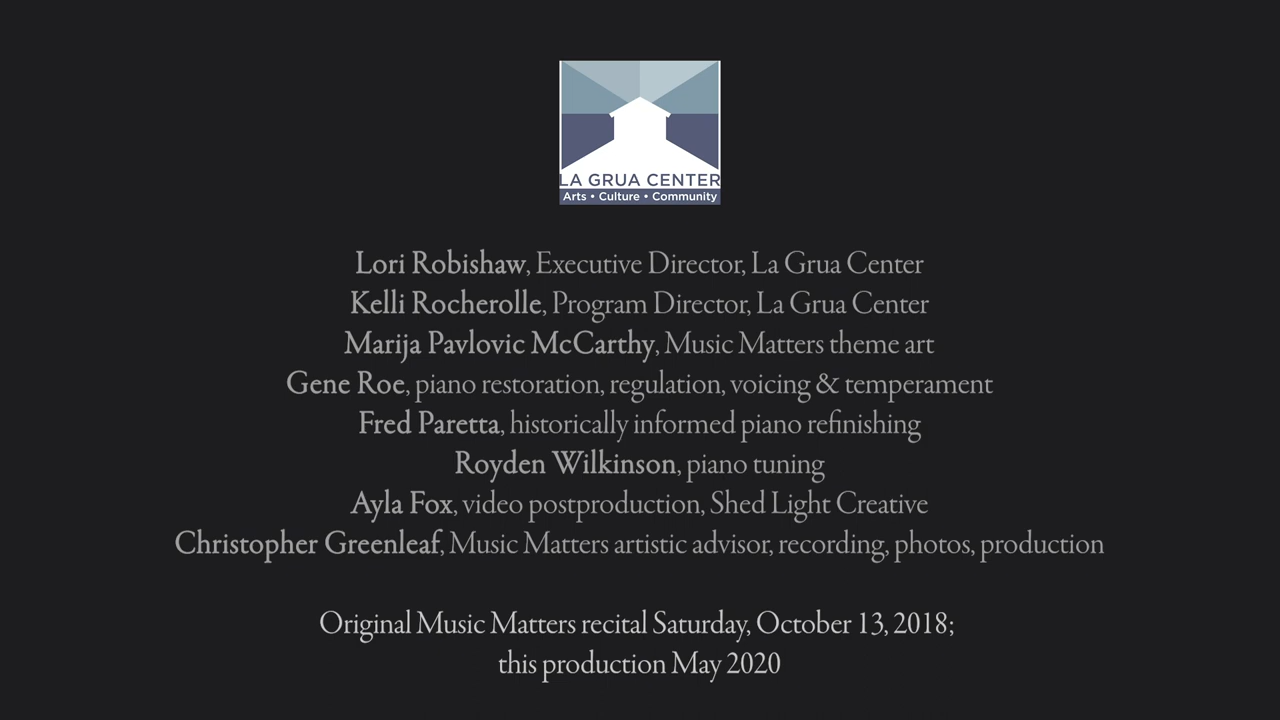 LA GRUA CENTER
Arts • Culture • Community
Lori Robishaw, Executive Director, La Grua Center
Kelli Rocherolle, Program Director, La Grua Center
Marija Pavlovic McCarthy, Music Matters theme art
Gene Roe, piano restoration, regulation, voicing & temperament
Fred Paretta, historically informed piano refinishing
Royden Wilkinson, piano tuning
Ayla Fox, video postproduction, Shed Light Creative
Christopher Greenleaf, Music Matters artistic advisor, recording, photos, production
Original Music Matters recital Saturday, October 13, 2018;
this production May 2020